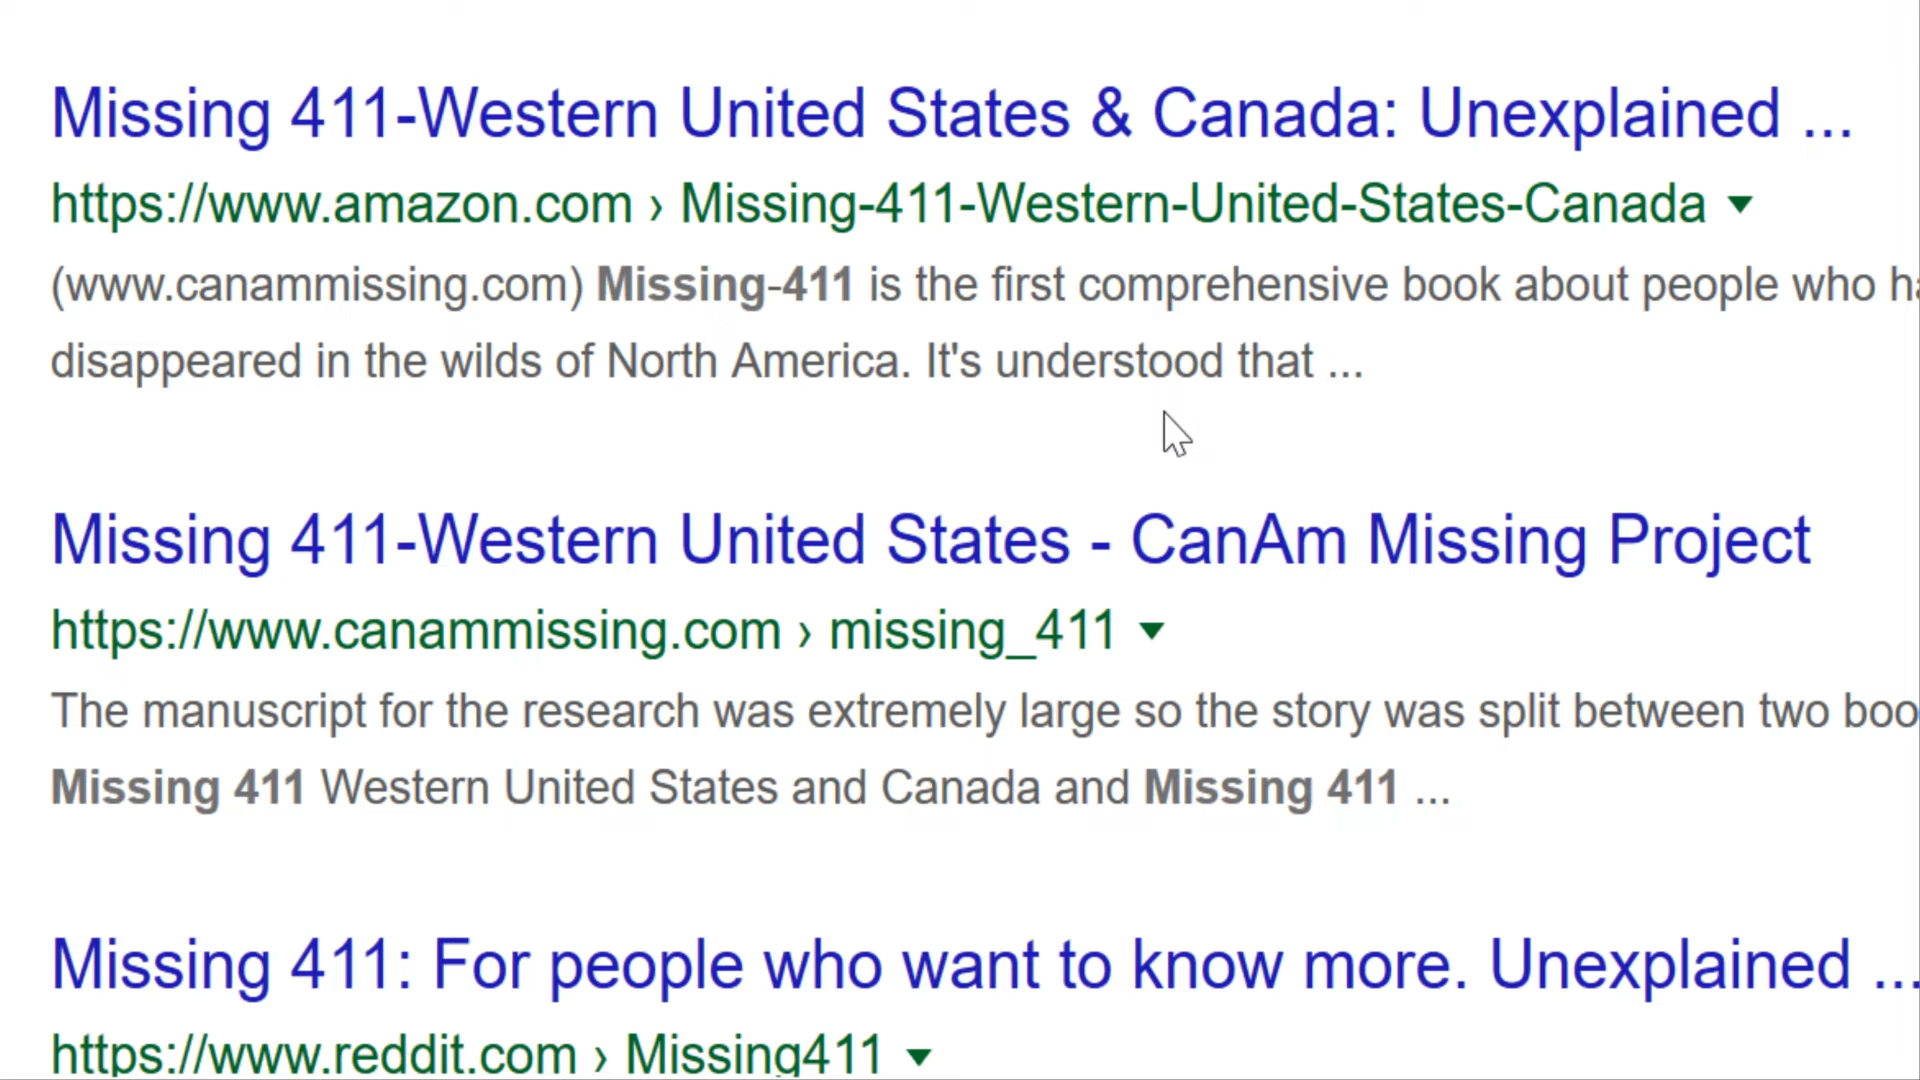 Missing 411-Western United States & Canada: Unexplained ...
https://www.amazon.com › Missing-411-Western-United-States-Canada
(www.canammissing.com) Missing-411 is the first comprehensive book about people who
disappeared in the wilds of North America. It's understood that ...
Missing 411-Western United States - CanAm Missing Project
https://www.canammissing.com › missing_411
The manuscript for the research was extremely large so the story was split between two
Missing 411 Western United States and Canada and Missing 411 ...
Missing 411: For people who want to know more. Unexplained ...
https://www.reddit.com › Missing411